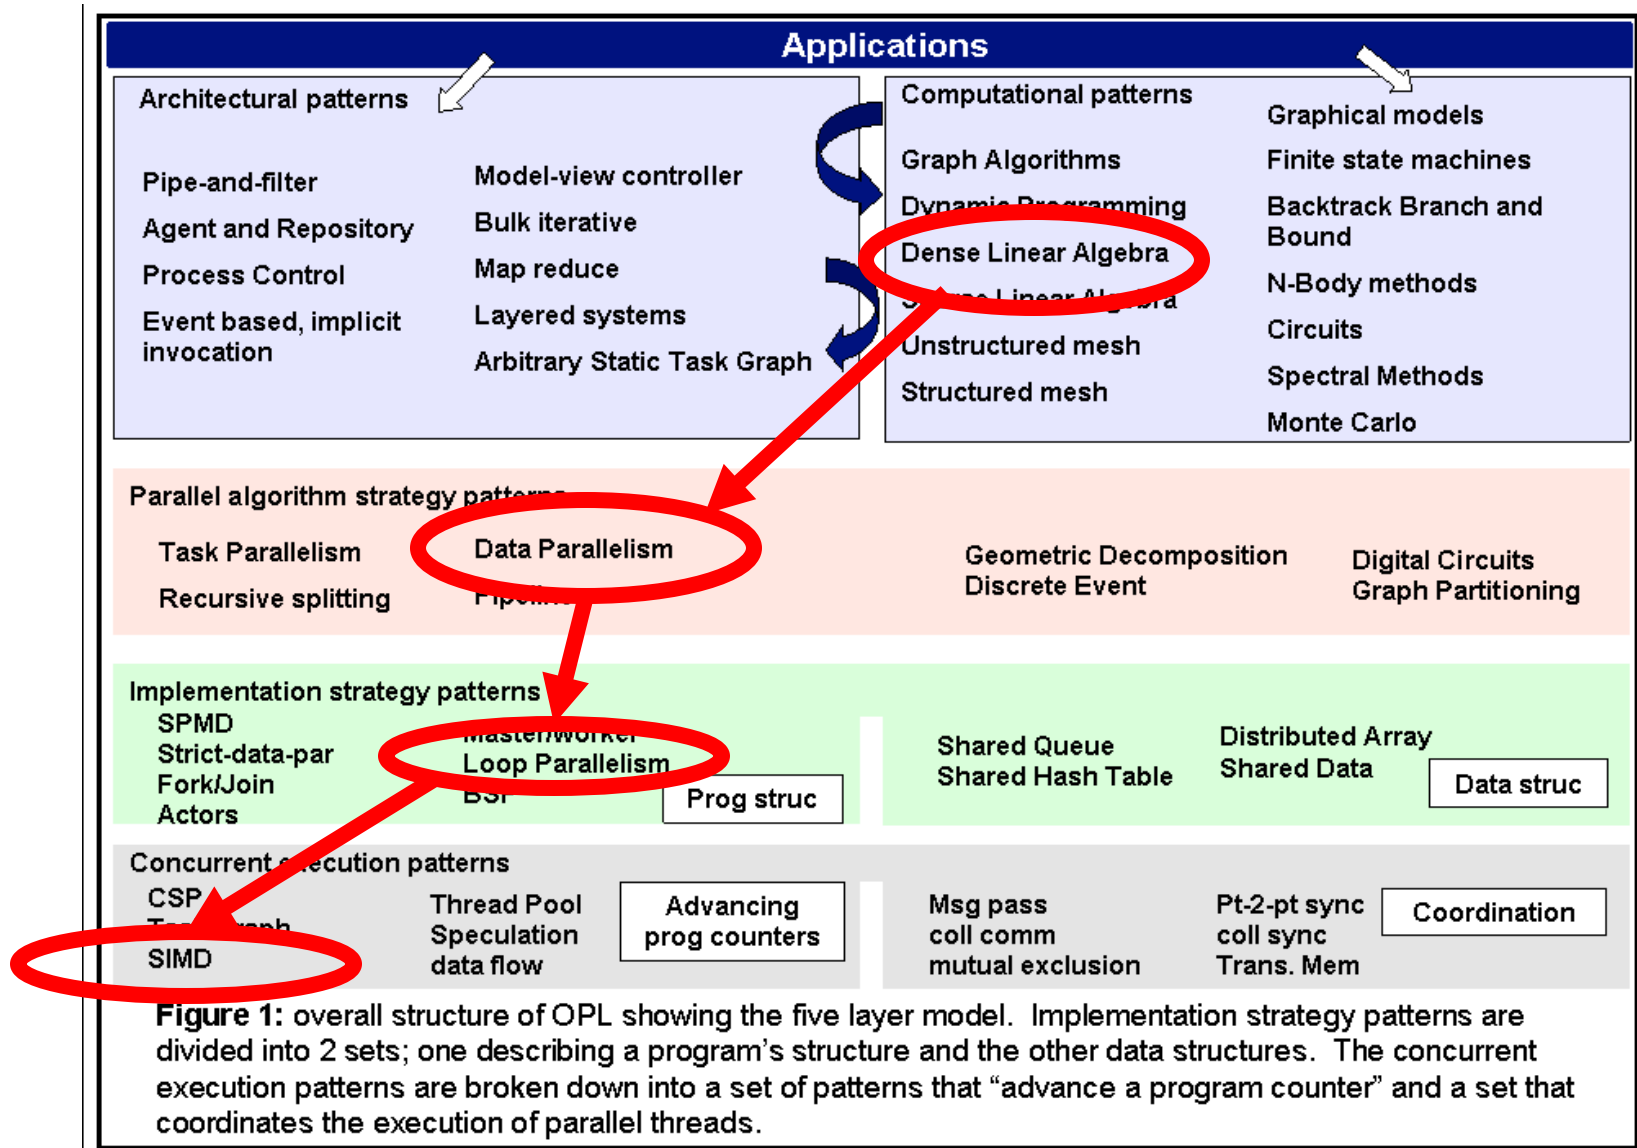 Applications
Architectural patterns
Pipe-and-filter
Agent and Repository
Process Control
Event based, implicit
invocation
Model-view controller
Bulk iterative
Map reduce
Layered systems
Arbitrary Static Task Graph
Computational patterns
Graph Algorithms
Dynamic Programming
Dense Linear Algebra
Linear Algebra
Unstructured mesh
Structured mesh
Graphical models
Finite state machines
Backtrack Branch and
Bound
N-Body methods
Circuits
Spectral Methods
Monte Carlo
Parallel algorithm strategy patterns
Task Parallelism
Recursive splitting
Data Parallelism
Pipeline
Geometric Decomposition
Discrete Event
Digital Circuits
Graph Partitioning
Implementation strategy patterns
SPMD
Strict-data-par
Fork/Join
Actors
Master/worker
Loop Parallelism
BSP
Prog struc
Shared Queue
Shared Hash Table
Distributed Array
Shared Data
Data struc
Concurrent execution patterns
CSP
SIMD
Thread Pool
Speculation
data flow
Advancing
prog counters
Msg pass
coll comm
mutual exclusion
Pt-2-pt sync
coll sync
Trans. Mem
Coordination
Figure 1: overall structure of OPL showing the five layer model. Implementation strategy patterns are
divided into 2 sets; one describing a program's structure and the other data structures. The concurrent
execution patterns are broken down into a set of patterns that “advance a program counter” and a set that
coordinates the execution of parallel threads.